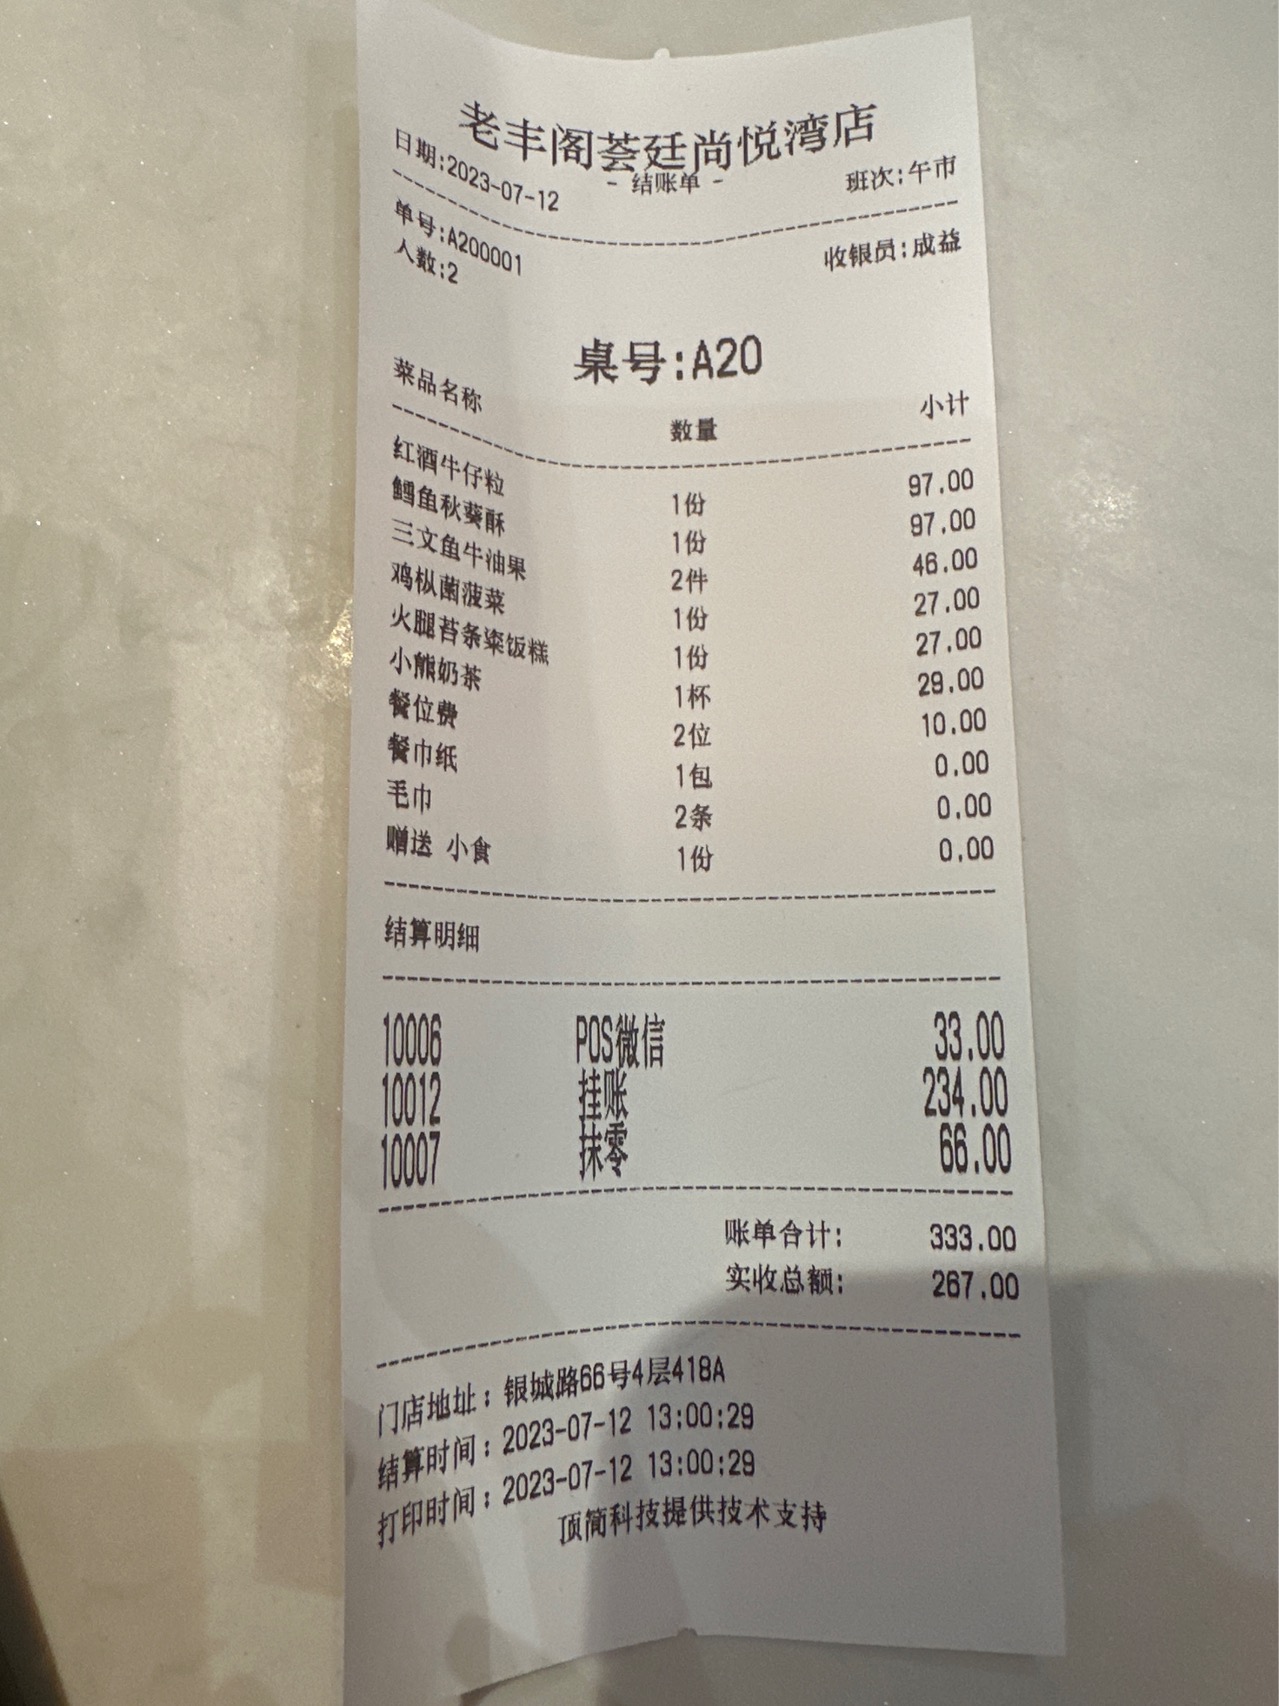 老丰阁荟廷尚悦湾店
- 结账单 -
日期:2023-07-12 班次:午市
单号:A200001 收银员:成益
人数:2
桌号:A20
菜品名称 数量 小计
红酒牛仔粒 1份 97.00
鳕鱼秋葵酥 1份 97.00
三文鱼牛油果 2件 46.00
鸡枞菌菠菜 1份 27.00
火腿苔条粢饭糕 1份 27.00
小熊奶茶 1杯 29.00
餐位费 2位 10.00
餐巾纸 1包 0.00
毛巾 2条 0.00
赠送 小食 1份 0.00
结算明细
10006 POS微信 33.00
10012 挂账 234.00
10007 抹零 66.00
账单合计: 333.00
实收总额: 267.00
门店地址：银城路66号4层418A
结算时间：2023-07-12 13:00:29
打印时间：2023-07-12 13:00:29
顶简科技提供技术支持